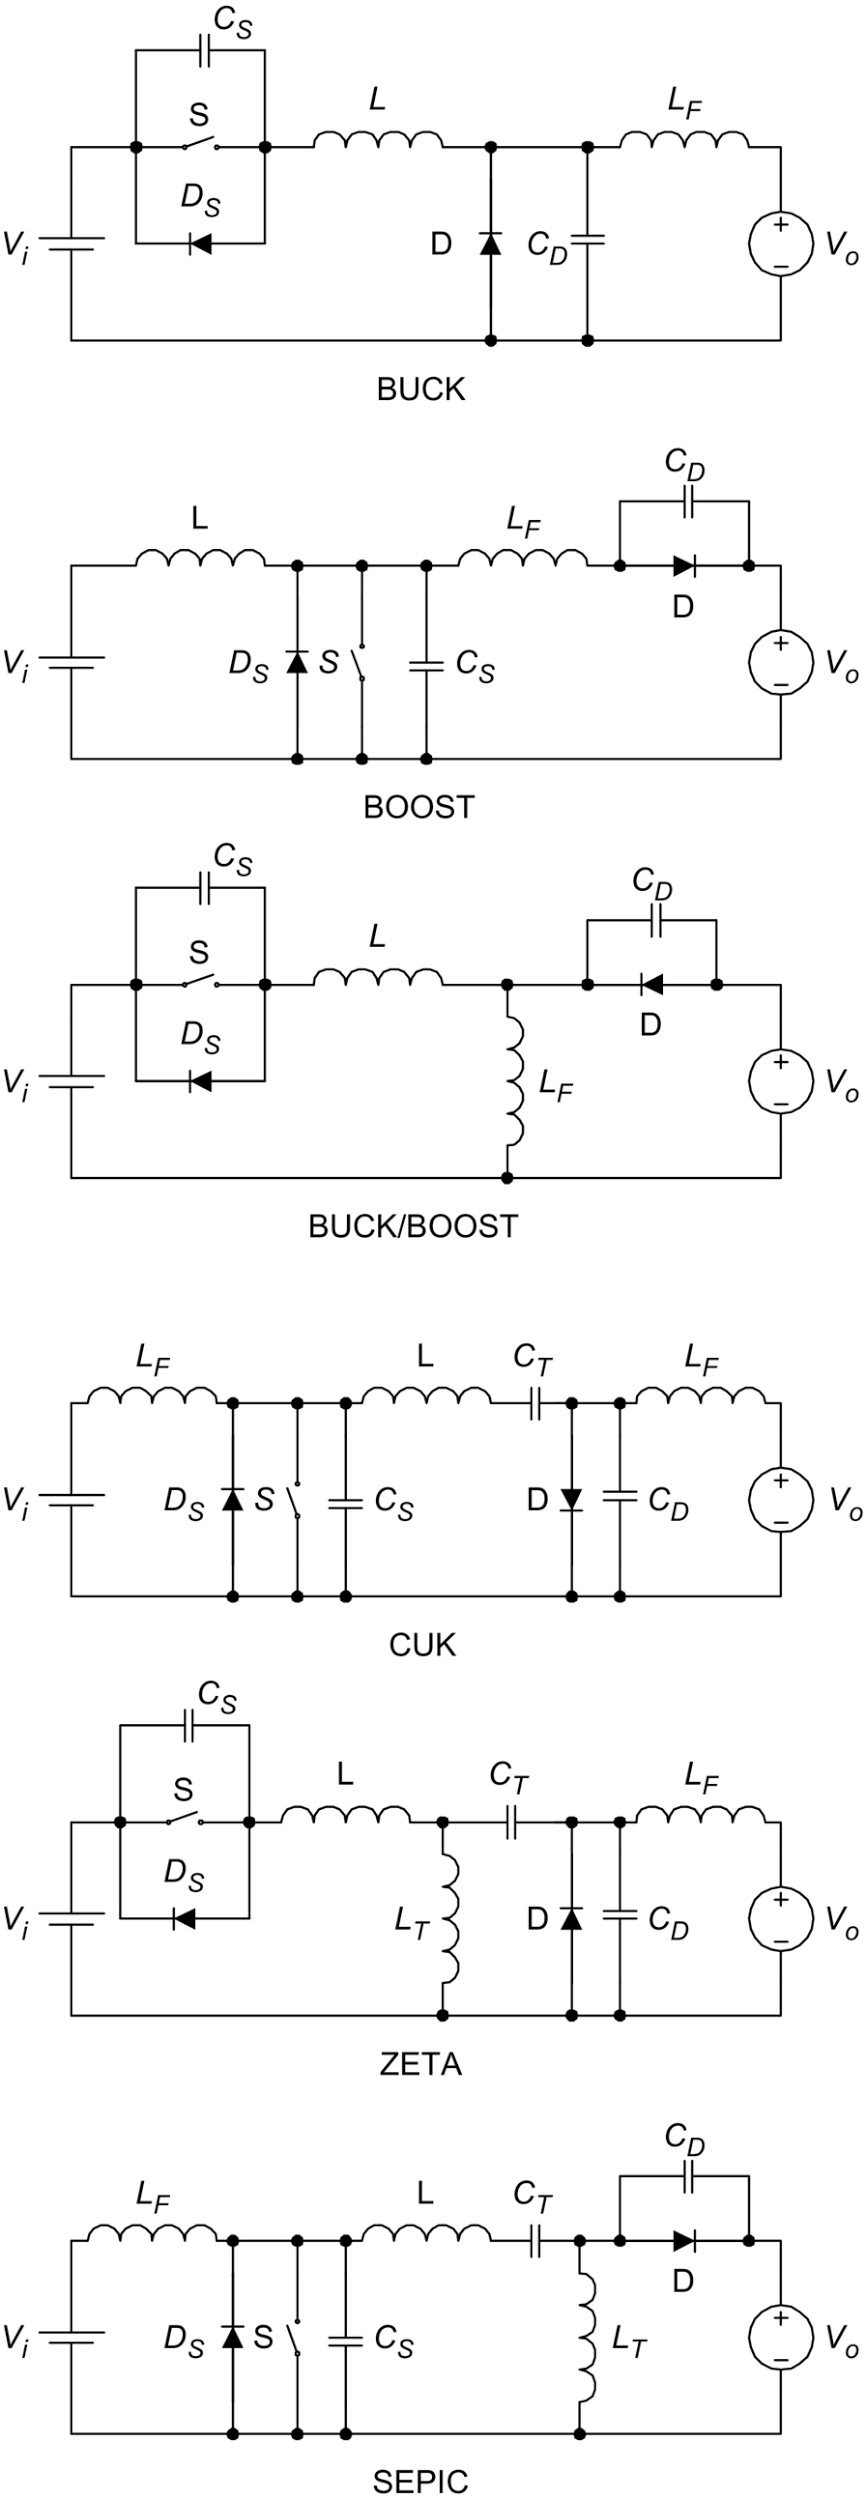 C_S
S
L
L_F
D_S
V_i
D
C_D
+
−
V_o
BUCK
C_D
L
L_F
D
V_i
D_S
S
C_S
+
−
V_o
BOOST
C_S
C_D
S
L
D_S
D
V_i
L_F
+
−
V_o
BUCK/BOOST
L_F
L
C_T
L_F
V_i
D_S
S
C_S
D
C_D
+
−
V_o
CUK
C_S
S
L
C_T
L_F
D_S
V_i
L_T
D
C_D
+
−
V_o
ZETA
C_D
L_F
L
C_T
D
V_i
D_S
S
C_S
L_T
+
−
V_o
SEPIC